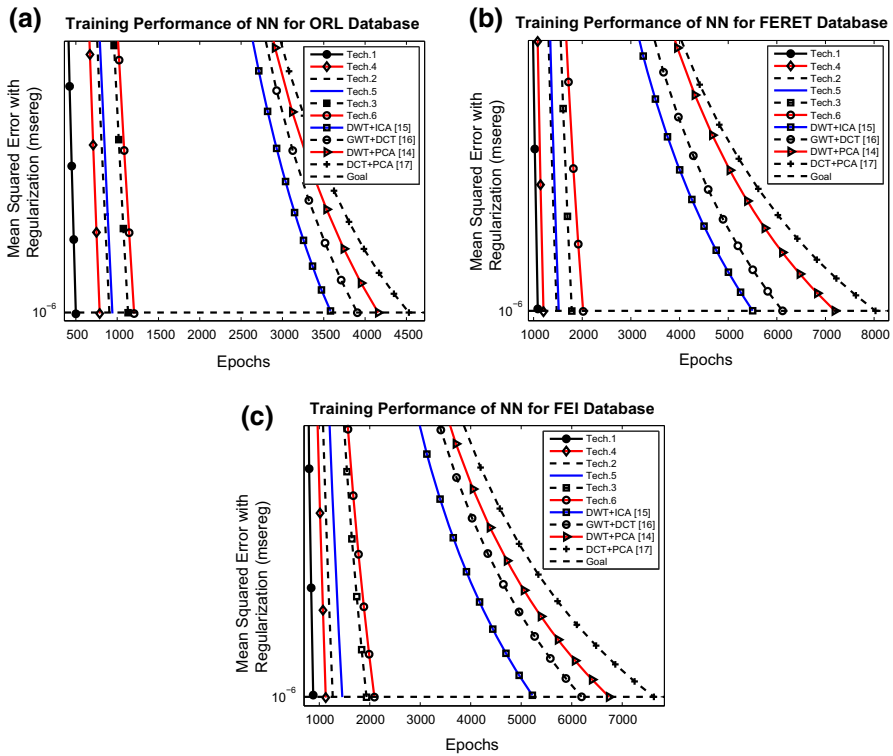 (a)
Training Performance of NN for ORL Database
Mean Squared Error with
Regularization (msereg)
10-6
Tech.1
Tech.4
Tech.2
Tech.5
Tech.3
Tech.6
DWT+ICA [15]
GWT+DCT [16]
DWT+PCA [14]
DCT+PCA [17]
Goal
500 1000 1500 2000 2500 3000 3500 4000 4500
Epochs
(b)
Training Performance of NN for FERET Database
Mean Squared Error with
Regularization (msereg)
10-6
Tech.1
Tech.4
Tech.2
Tech.5
Tech.3
Tech.6
DWT+ICA [15]
GWT+DCT [16]
DWT+PCA [14]
DCT+PCA [17]
Goal
1000 2000 3000 4000 5000 6000 7000 8000
Epochs
(c)
Training Performance of NN for FEI Database
Mean Squared Error with
Regularization (msereg)
10-6
Tech.1
Tech.4
Tech.2
Tech.5
Tech.3
Tech.6
DWT+ICA [15]
GWT+DCT [16]
DWT+PCA [14]
DCT+PCA [17]
Goal
1000 2000 3000 4000 5000 6000 7000
Epochs